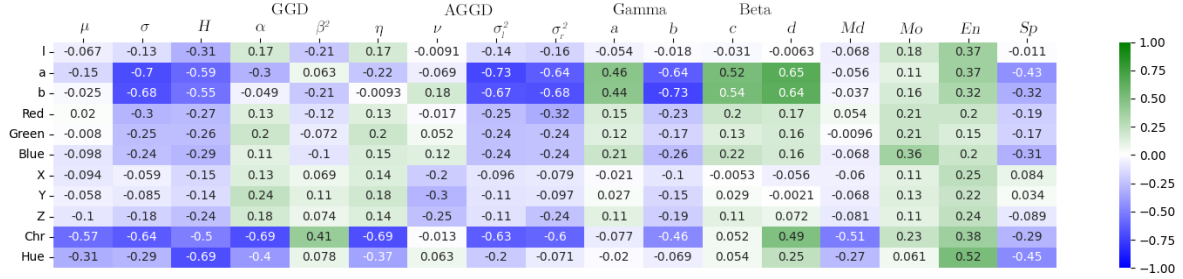 GGD AGGD Gamma Beta
μ σ H α β² η ν σ_l² σ_r² a b c d Md Mo En Sp
l -0.067 -0.13 -0.31 0.17 -0.21 0.17 -0.0091 -0.14 -0.16 -0.054 -0.018 -0.031 -0.0063 -0.068 0.18 0.37 -0.011
a -0.15 -0.7 -0.59 -0.3 0.063 -0.22 -0.069 -0.73 -0.64 0.46 -0.64 0.52 0.65 -0.056 0.11 0.37 -0.43
b -0.025 -0.68 -0.55 -0.049 -0.21 -0.0093 0.18 -0.67 -0.68 0.44 -0.73 0.54 0.64 -0.037 0.16 0.32 -0.32
Red 0.02 -0.3 -0.27 0.13 -0.12 0.13 -0.017 -0.25 -0.32 0.15 -0.23 0.2 0.17 0.054 0.21 0.2 -0.19
Green -0.008 -0.25 -0.26 0.2 -0.072 0.2 0.052 -0.24 -0.24 0.12 -0.17 0.13 0.16 -0.0096 0.21 0.15 -0.17
Blue -0.098 -0.24 -0.29 0.11 -0.1 0.15 0.12 -0.24 -0.24 0.21 -0.26 0.22 0.16 -0.068 0.36 0.2 -0.31
X -0.094 -0.059 -0.15 0.13 0.069 0.14 -0.2 -0.096 -0.079 -0.021 -0.1 -0.0053 -0.056 -0.06 0.11 0.25 0.084
Y -0.058 -0.085 -0.14 0.24 0.11 0.18 -0.3 -0.11 -0.097 0.027 -0.15 0.029 -0.0021 -0.058 0.12 0.22 0.034
Z -0.1 -0.18 -0.24 0.18 0.074 0.14 -0.25 -0.11 -0.24 0.11 -0.19 0.11 0.072 -0.081 0.11 0.24 -0.089
Chr -0.57 -0.64 -0.5 -0.69 0.41 -0.69 -0.013 -0.63 -0.6 -0.077 -0.46 0.052 0.49 -0.51 0.23 0.38 -0.29
Hue -0.31 -0.29 -0.69 -0.4 0.078 -0.37 0.063 -0.2 -0.071 -0.02 -0.069 0.054 0.25 -0.27 0.061 0.52 -0.45
1.00
0.75
0.50
0.25
0.00
−0.25
−0.50
−0.75
−1.00